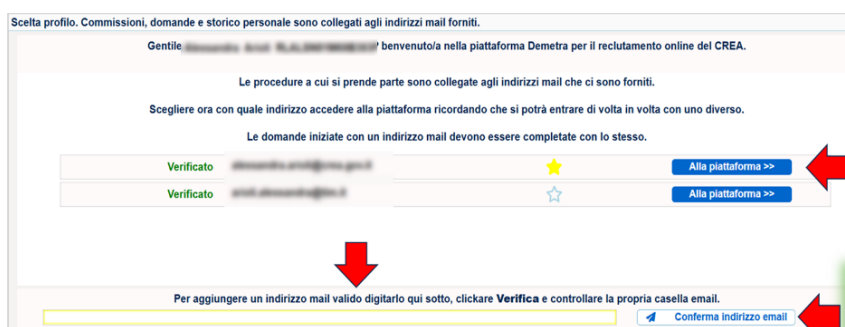 Scelta profilo. Commissioni, domande e storico personale sono collegati agli indirizzi mail forniti.
Gentile benvenuto/a nella piattaforma Demetra per il reclutamento online del CREA.
Le procedure a cui si prende parte sono collegate agli indirizzi mail che ci sono forniti.
Scegliere ora con quale indirizzo accedere alla piattaforma ricordando che si potrà entrare di volta in volta con uno diverso.
Le domande iniziate con un indirizzo mail devono essere completate con lo stesso.
Verificato Alla piattaforma >>
Verificato Alla piattaforma >>
Per aggiungere un indirizzo mail valido digitarlo qui sotto, clickare Verifica e controllare la propria casella email.
Conferma indirizzo email